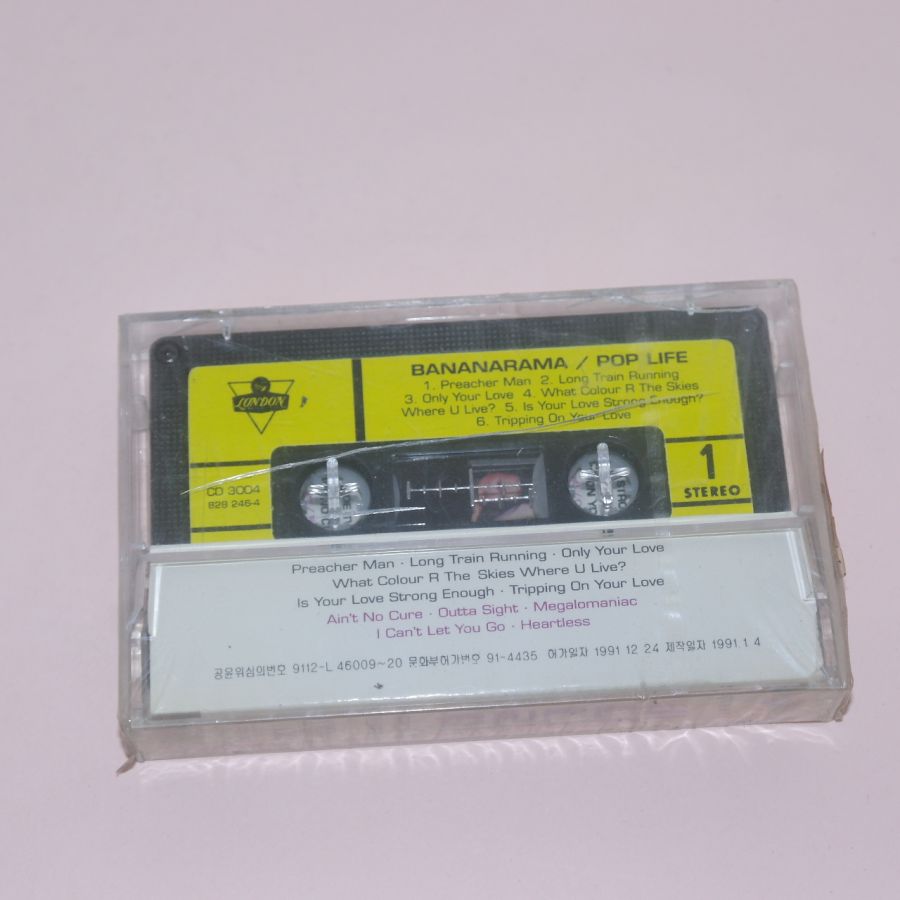 BANANARAMA / POP LIFE
1. Preacher Man 2. Long Train Running
3. Only Your Love 4. What Colour R The Skies
Where U Live? 5. Is Your Love Strong Enough?
6. Tripping On Your Love
LONDON
CD 3004
828 246-4
1
STEREO
Preacher Man · Long Train Running · Only Your Love
What Colour R The Skies Where U Live?
Is Your Love Strong Enough · Tripping On Your Love
Ain't No Cure · Outta Sight · Megalomaniac
I Can't Let You Go · Heartless
공윤위심의번호 9112-L 46009~20 문화부허가번호 91-4435 허가일자 1991 12 24 제작일자 1991.1 4